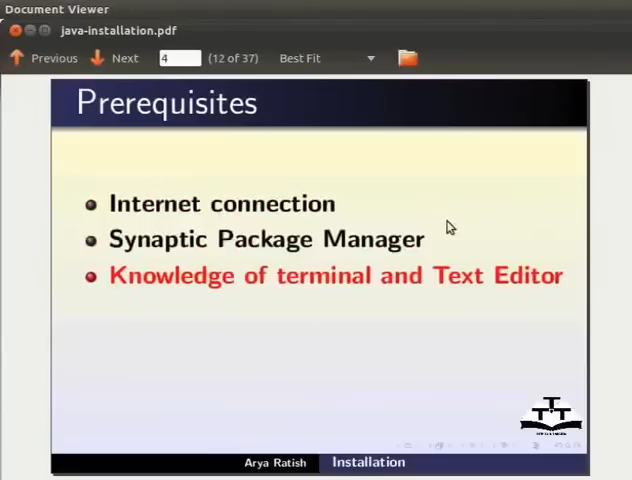 Document Viewer
java-installation.pdf
Previous Next 4 (12 of 37) Best Fit
Prerequisites
Internet connection
Synaptic Package Manager
Knowledge of terminal and Text Editor
TTT
Arya Ratish Installation